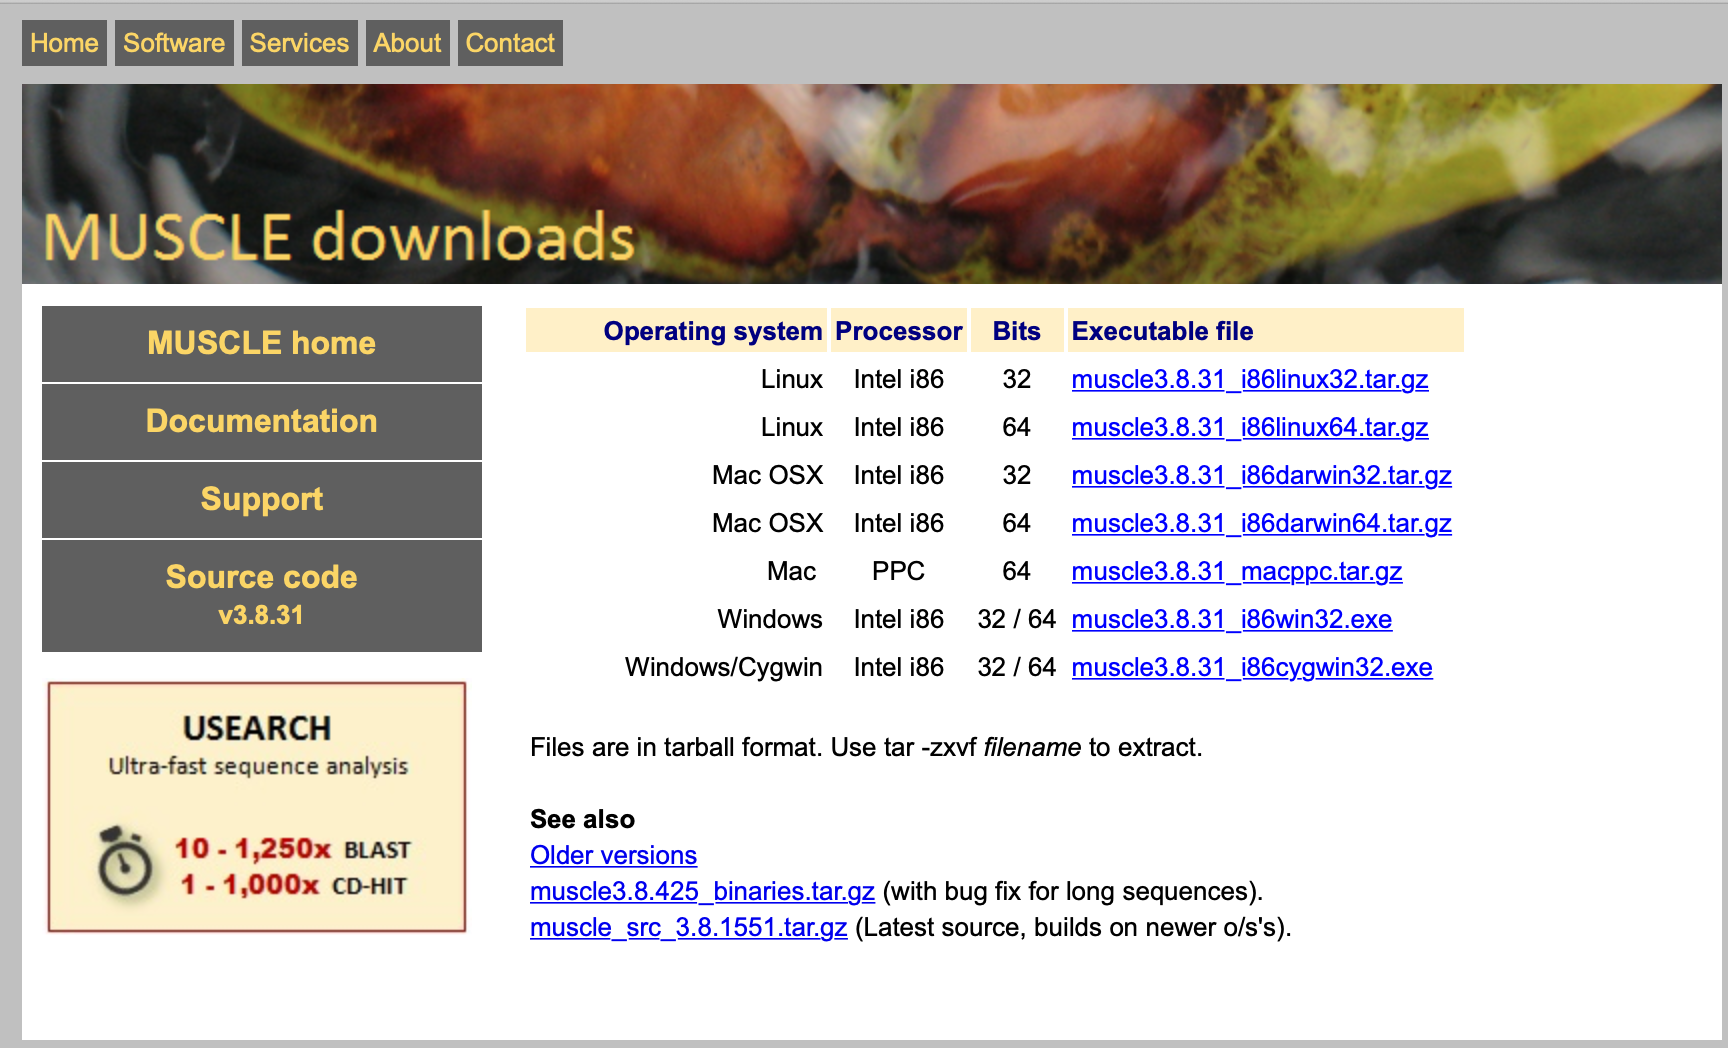 Home Software Services About Contact
MUSCLE downloads
MUSCLE home
Documentation
Support
Source code
v3.8.31
USEARCH
Ultra-fast sequence analysis
10 - 1,250x BLAST
1 - 1,000x CD-HIT
Operating system Processor Bits Executable file
Linux Intel i86 32 muscle3.8.31_i86linux32.tar.gz
Linux Intel i86 64 muscle3.8.31_i86linux64.tar.gz
Mac OSX Intel i86 32 muscle3.8.31_i86darwin32.tar.gz
Mac OSX Intel i86 64 muscle3.8.31_i86darwin64.tar.gz
Mac PPC 64 muscle3.8.31_macppc.tar.gz
Windows Intel i86 32 / 64 muscle3.8.31_i86win32.exe
Windows/Cygwin Intel i86 32 / 64 muscle3.8.31_i86cygwin32.exe
Files are in tarball format. Use tar -zxvf filename to extract.
See also
Older versions
muscle3.8.425_binaries.tar.gz (with bug fix for long sequences).
muscle_src_3.8.1551.tar.gz (Latest source, builds on newer o/s's).